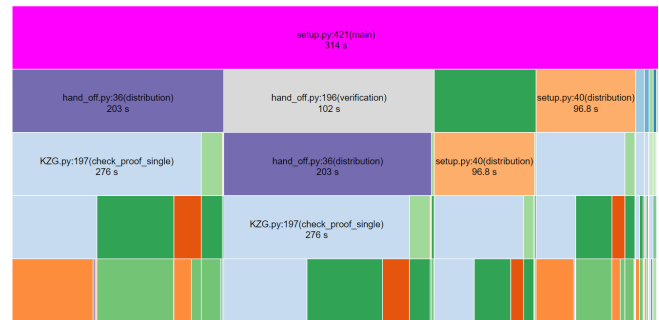 setup.py:421(main)
314 s
hand_off.py:36(distribution)
203 s
hand_off.py:196(verification)
102 s
setup.py:40(distribution)
96.8 s
KZG.py:197(check_proof_single)
276 s
hand_off.py:36(distribution)
203 s
setup.py:40(distribution)
96.8 s
KZG.py:197(check_proof_single)
276 s